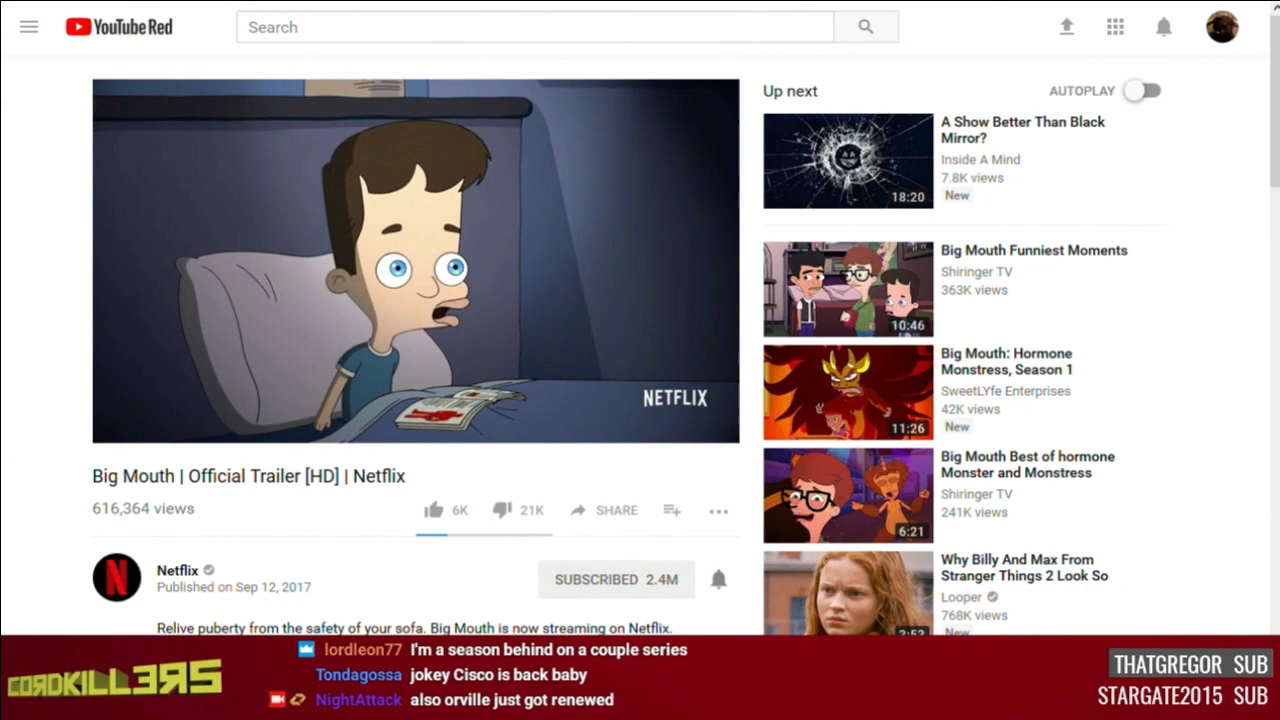 YouTube Red
Search
Up next
AUTOPLAY
A Show Better Than Black
Mirror?
Inside A Mind
7.8K views
New
18:20
Big Mouth Funniest Moments
Shiringer TV
363K views
10:46
Big Mouth: Hormone
Monstress, Season 1
SweetLYfe Enterprises
42K views
New
11:26
Big Mouth Best of hormone
Monster and Monstress
Shiringer TV
241K views
6:21
Why Billy And Max From
Stranger Things 2 Look So
Looper
768K views
New
3:52
NETFLIX
Big Mouth | Official Trailer [HD] | Netflix
616,364 views
6K
21K
SHARE
N
Netflix
Published on Sep 12, 2017
SUBSCRIBED 2.4M
Relive puberty from the safety of your sofa. Big Mouth is now streaming on Netflix.
CORDKILLERS
lordleon77 I'm a season behind on a couple series
Tondagossa jokey Cisco is back baby
NightAttack also orville just got renewed
THATGREGOR SUB
STARGATE2015 SUB